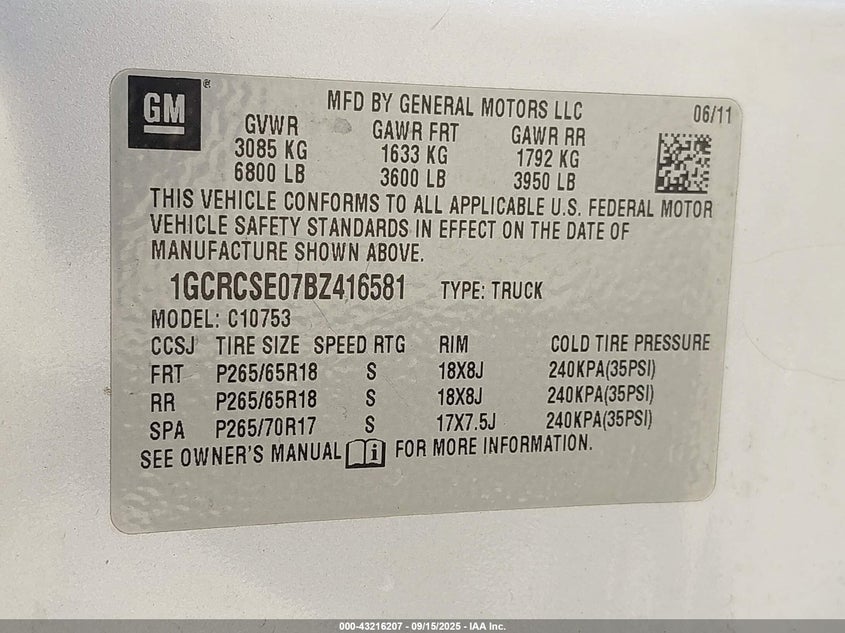 GM ®
MFD BY GENERAL MOTORS LLC 06/11
GVWR GAWR FRT GAWR RR
3085 KG 1633 KG 1792 KG
6800 LB 3600 LB 3950 LB
THIS VEHICLE CONFORMS TO ALL APPLICABLE U.S. FEDERAL MOTOR
VEHICLE SAFETY STANDARDS IN EFFECT ON THE DATE OF
MANUFACTURE SHOWN ABOVE.
1GCRCSE07BZ416581 TYPE: TRUCK
MODEL: C10753
CCSJ TIRE SIZE SPEED RTG RIM COLD TIRE PRESSURE
FRT P265/65R18 S 18X8J 240KPA(35PSI)
RR P265/65R18 S 18X8J 240KPA(35PSI)
SPA P265/70R17 S 17X7.5J 240KPA(35PSI)
SEE OWNER'S MANUAL i FOR MORE INFORMATION.
000-43216207 - 09/15/2025 - IAA Inc.